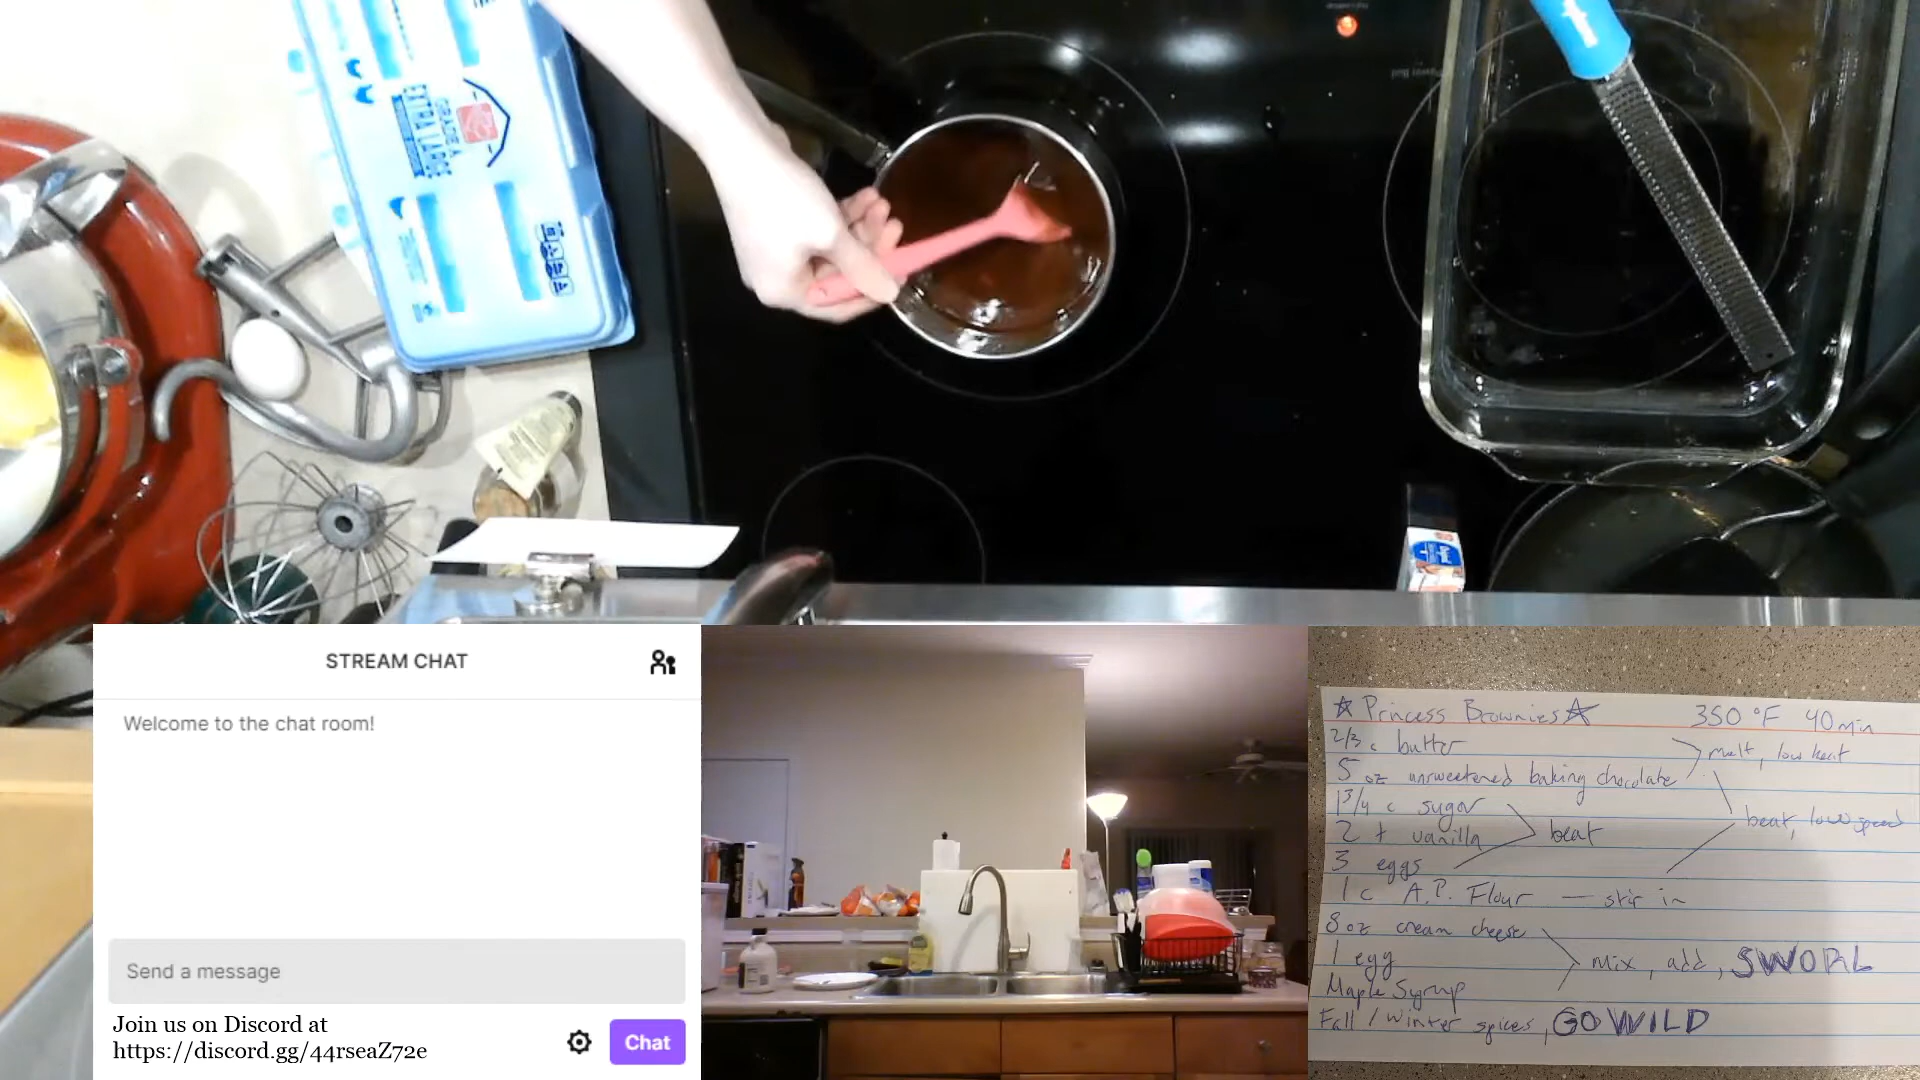 GRADE A
EXTRA LARGE
STREAM CHAT
Welcome to the chat room!
Send a message
Join us on Discord at
https://discord.gg/44rseaZ72e
Chat
Princess Brownies 350 °F 40 min
2/3 c butter
melt, low heat
5 oz unsweetened baking chocolate
1 3/4 c sugar
beat, low speed
2 t vanilla
beat
3 eggs
1 c A.P. Flour — stir in
8 oz cream cheese
1 egg
mix, add, SWORL
Maple Syrup
Fall / Winter spices, GO WILD